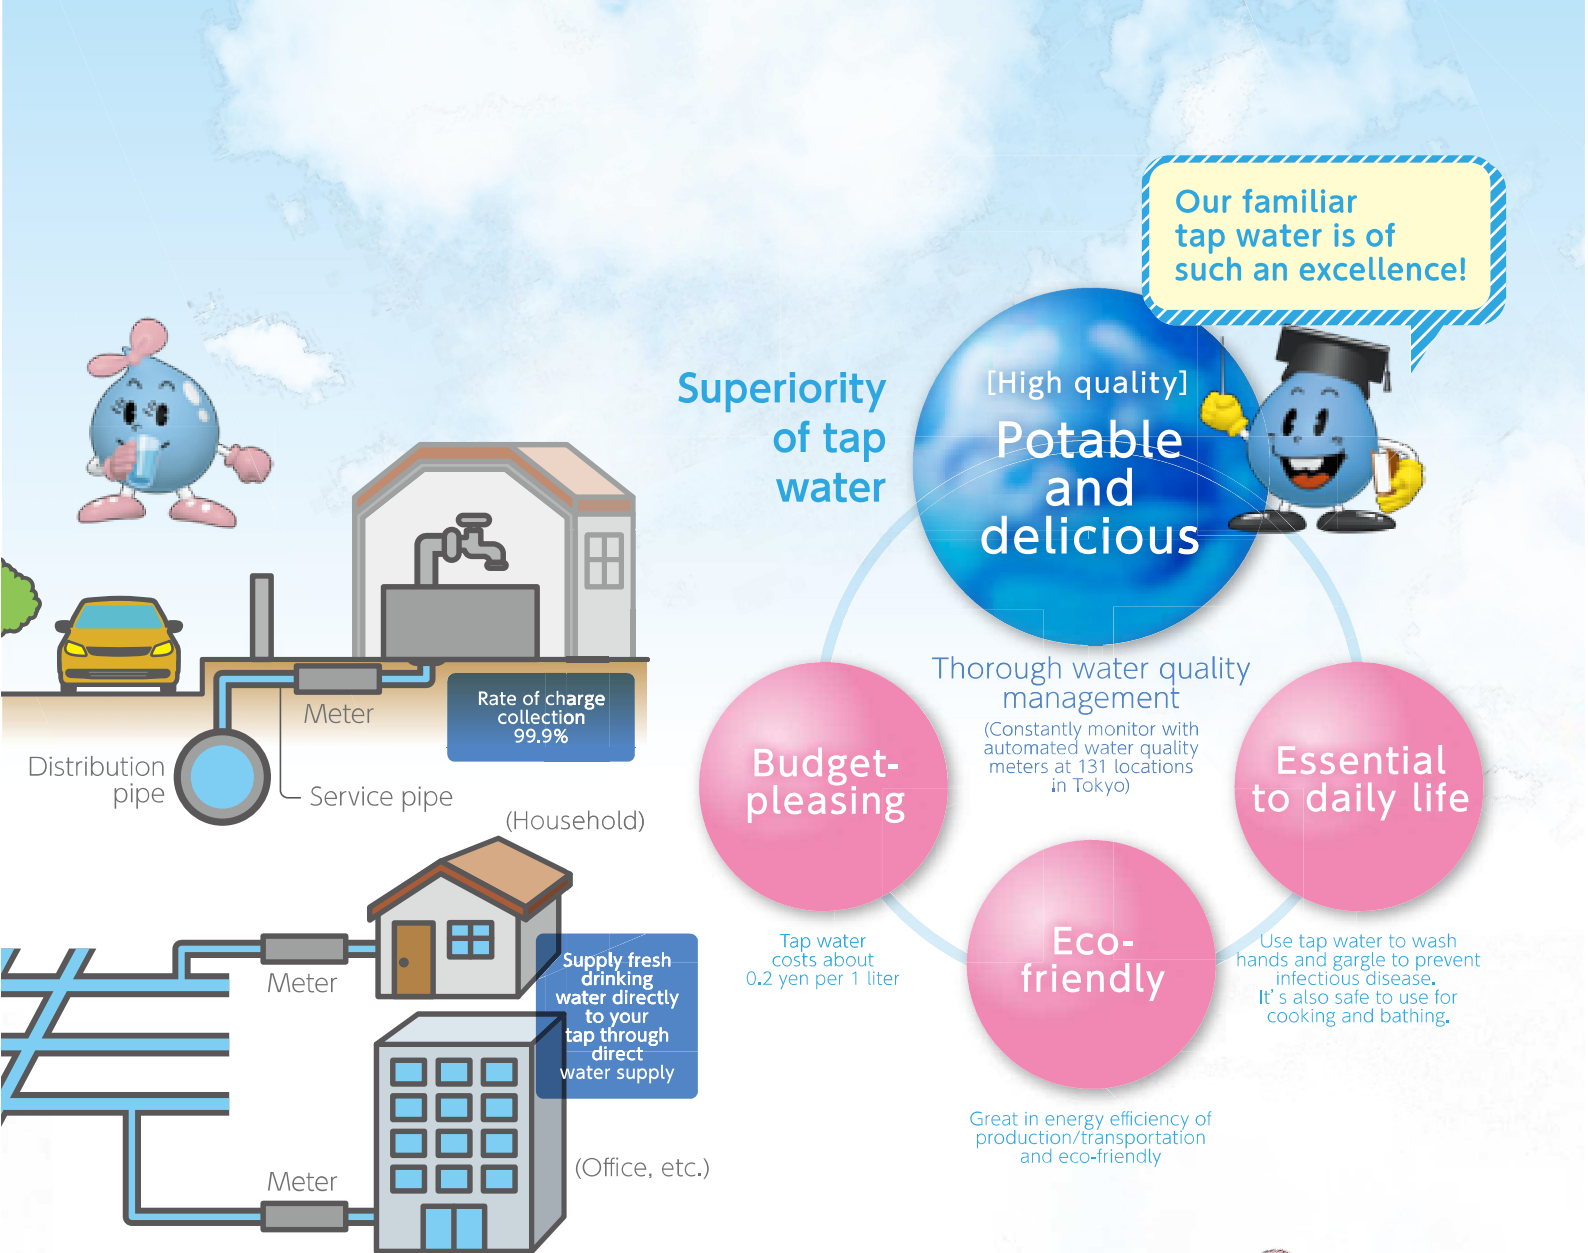 Our familiar
tap water is of
such an excellence!
Superiority
of tap
water
[High quality]
Potable
and
delicious
Thorough water quality
management
(Constantly monitor with
automated water quality
meters at 131 locations
in Tokyo)
Rate of charge
collection
99.9%
Meter
Distribution
pipe
Service pipe
Budget-
pleasing
Tap water
costs about
0.2 yen per 1 liter
Essential
to daily life
Use tap water to wash
hands and gargle to prevent
infectious disease.
It's also safe to use for
cooking and bathing.
Eco-
friendly
Great in energy efficiency of
production/transportation
and eco-friendly
(Household)
Meter
Supply fresh
drinking
water directly
to your
tap through
direct
water supply
(Office, etc.)
Meter